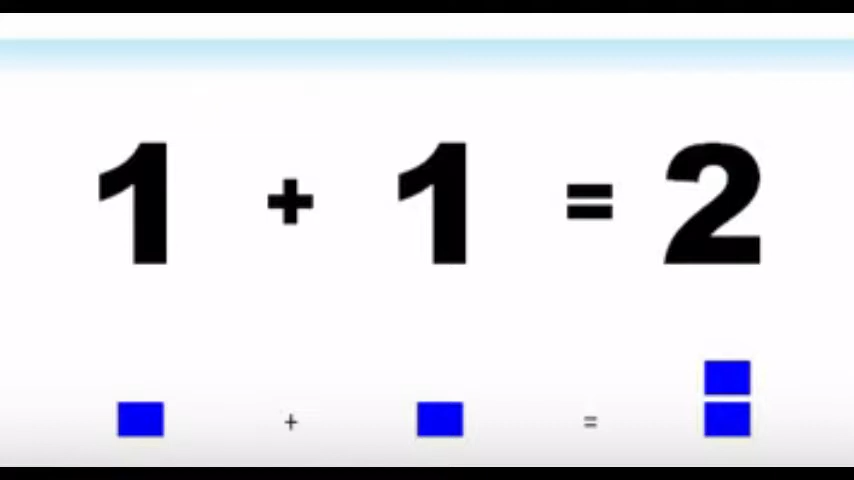 1 + 1 = 2
+ =